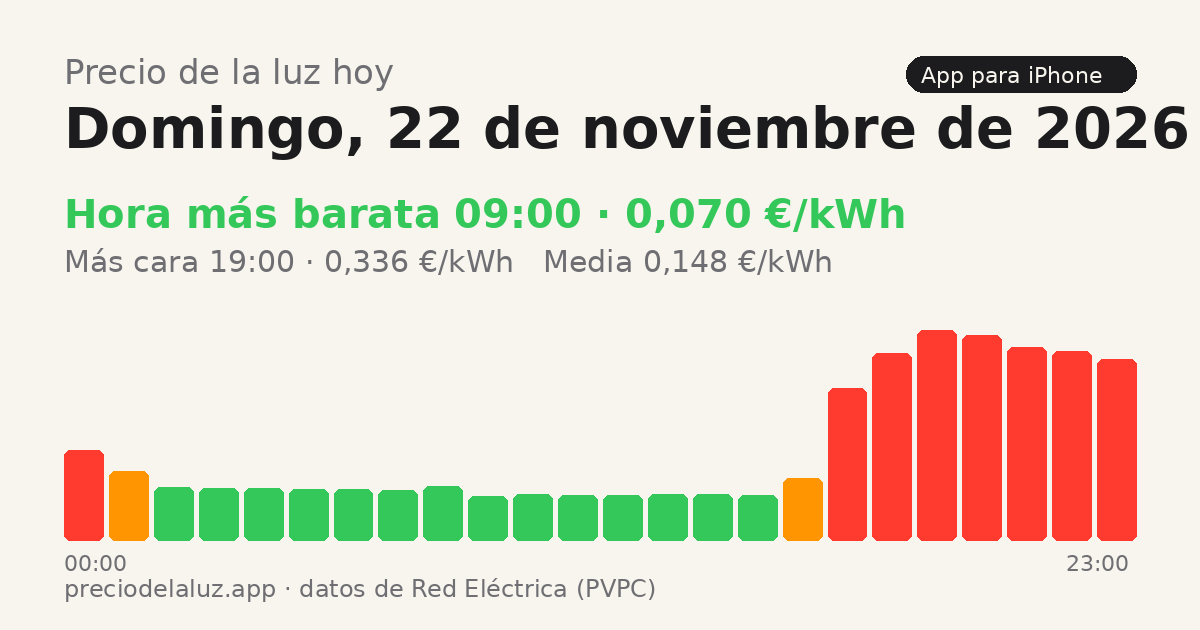 Precio de la luz hoy
App para iPhone
Domingo, 22 de noviembre de 2026
Hora más barata 09:00 · 0,070 €/kWh
Más cara 19:00 · 0,336 €/kWh   Media 0,148 €/kWh
00:00
23:00
preciodelaluz.app · datos de Red Eléctrica (PVPC)